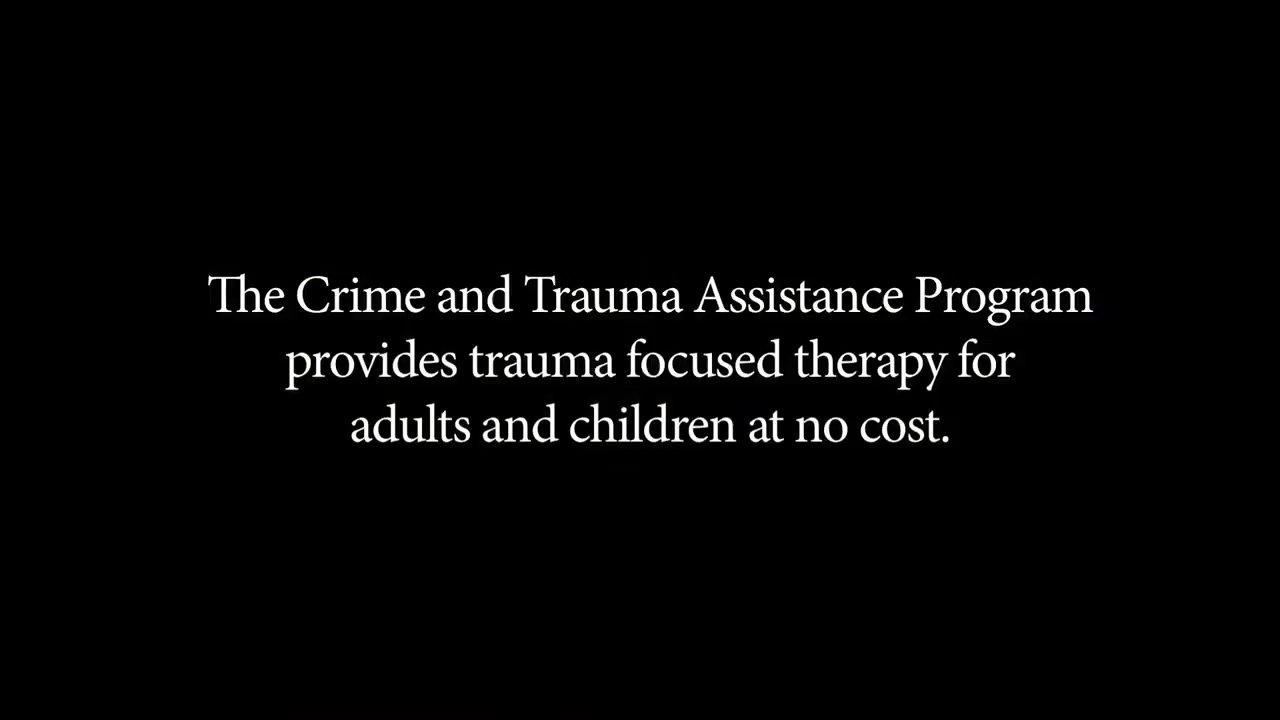 The Crime and Trauma Assistance Program
provides trauma focused therapy for
adults and children at no cost.